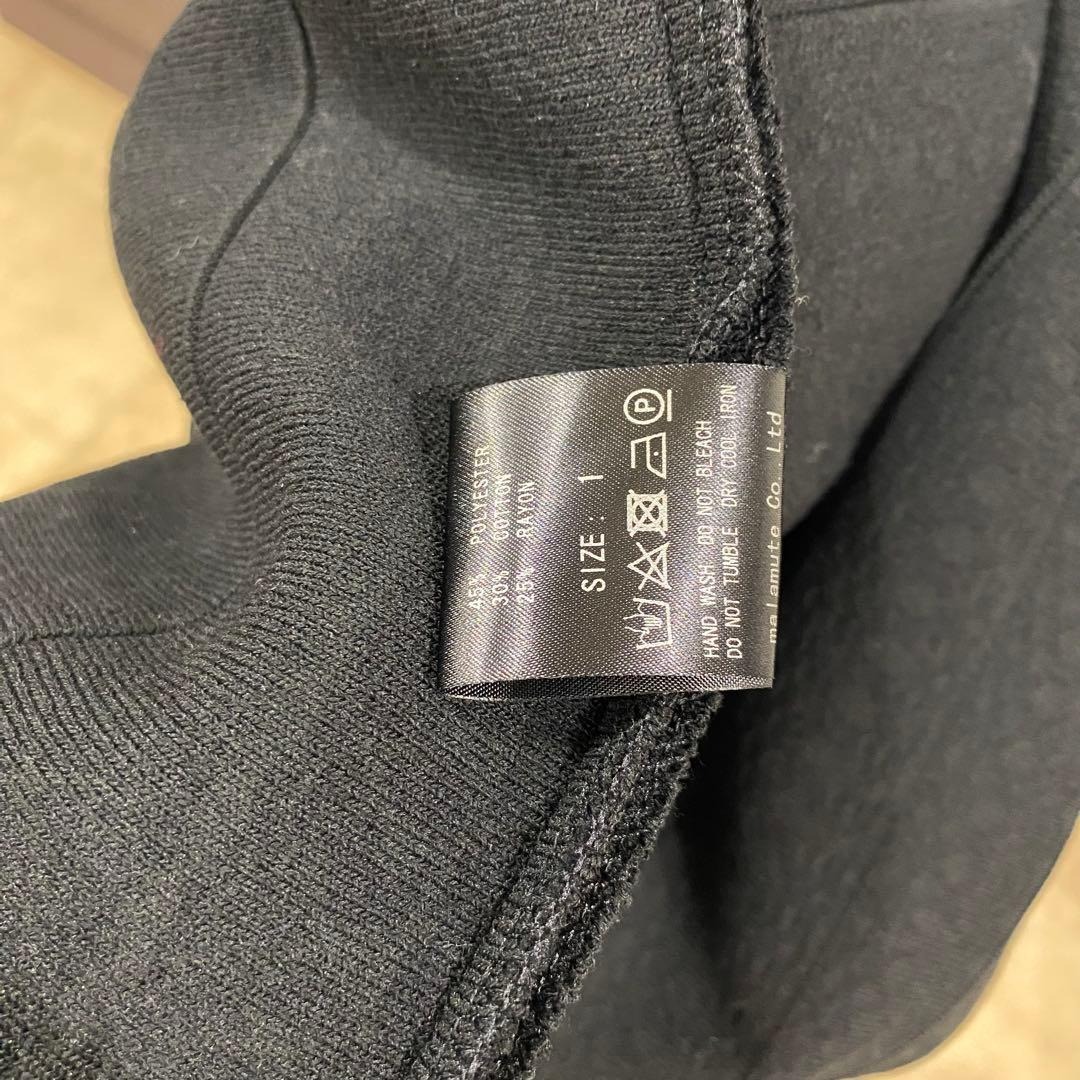 45% POLYESTER
30% COTTON
25% RAYON
SIZE: 1
P
HAND WASH DO NOT BLEACH
DO NOT TUMBLE DRY COOL IRON
malamute Co. Ltd